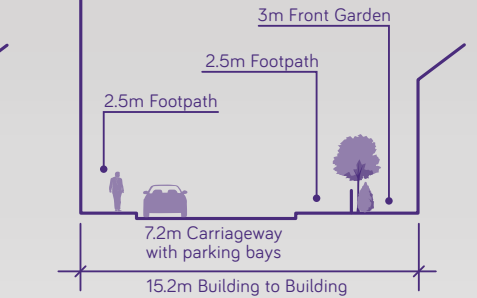 3m Front Garden
2.5m Footpath
2.5m Footpath
7.2m Carriageway
with parking bays
15.2m Building to Building